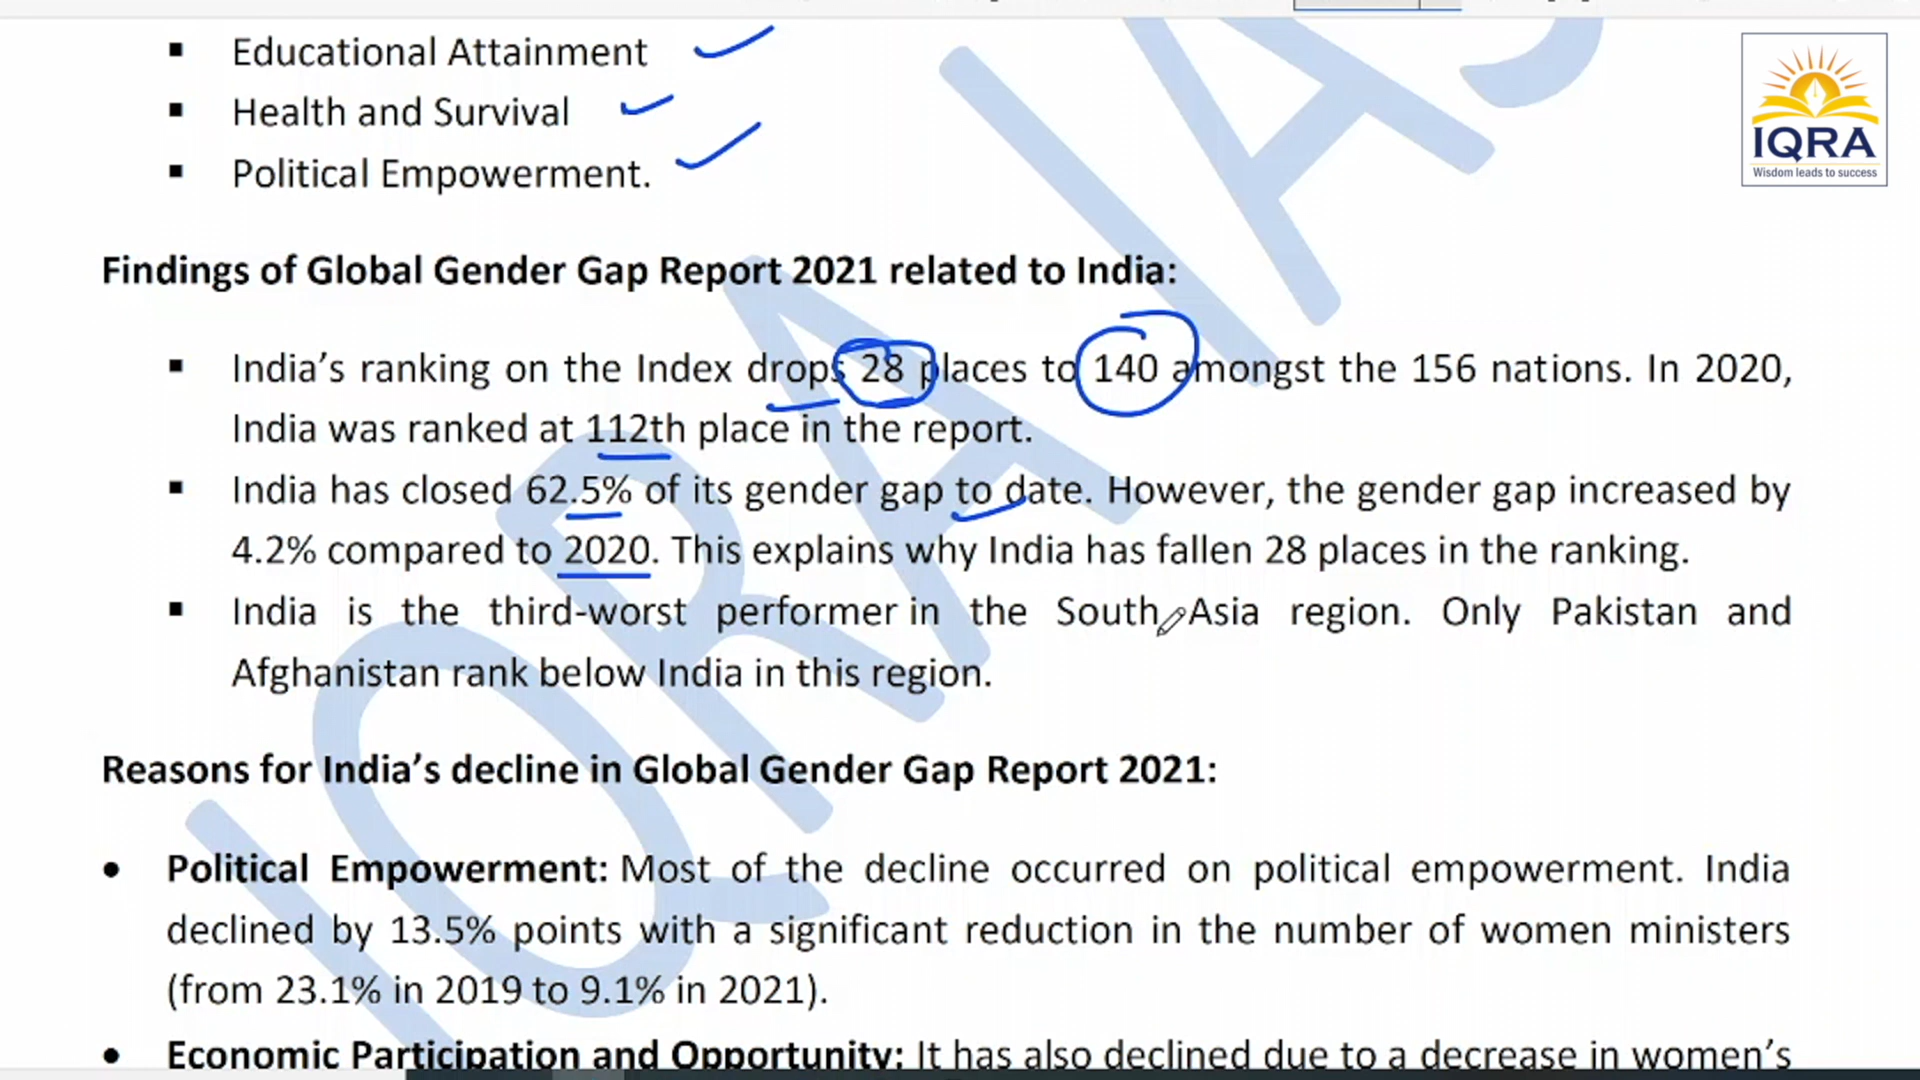 Educational Attainment
Health and Survival
Political Empowerment.
IQRA
Wisdom leads to success
Findings of Global Gender Gap Report 2021 related to India:
India’s ranking on the Index drops 28 places to 140 amongst the 156 nations. In 2020,
India was ranked at 112th place in the report.
India has closed 62.5% of its gender gap to date. However, the gender gap increased by
4.2% compared to 2020. This explains why India has fallen 28 places in the ranking.
India is the third-worst performer in the South Asia region. Only Pakistan and
Afghanistan rank below India in this region.
Reasons for India’s decline in Global Gender Gap Report 2021:
Political Empowerment: Most of the decline occurred on political empowerment. India
declined by 13.5% points with a significant reduction in the number of women ministers
(from 23.1% in 2019 to 9.1% in 2021).
Economic Participation and Opportunity: It has also declined due to a decrease in women’s
IQRA IAS